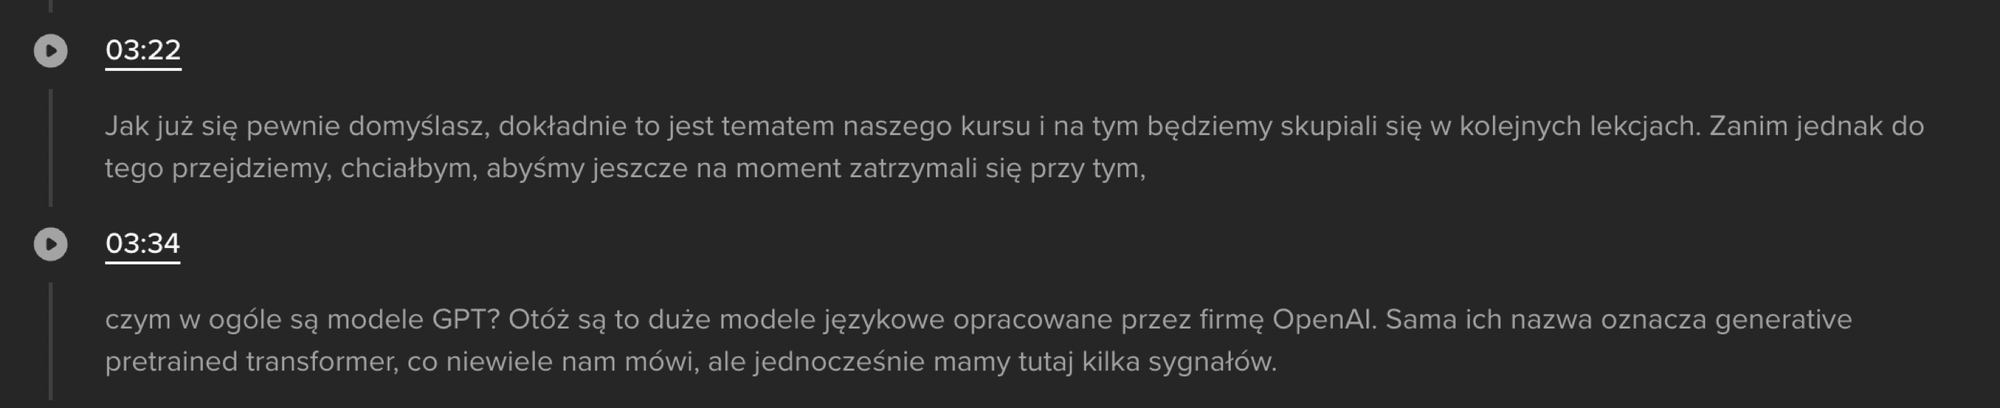 03:22
Jak już się pewnie domyślasz, dokładnie to jest tematem naszego kursu i na tym będziemy skupiali się w kolejnych lekcjach. Zanim jednak do
tego przejdziemy, chciałbym, abyśmy jeszcze na moment zatrzymali się przy tym,
03:34
czym w ogóle są modele GPT? Otóż są to duże modele językowe opracowane przez firmę OpenAI. Sama ich nazwa oznacza generative
pretrained transformer, co niewiele nam mówi, ale jednocześnie mamy tutaj kilka sygnałów.